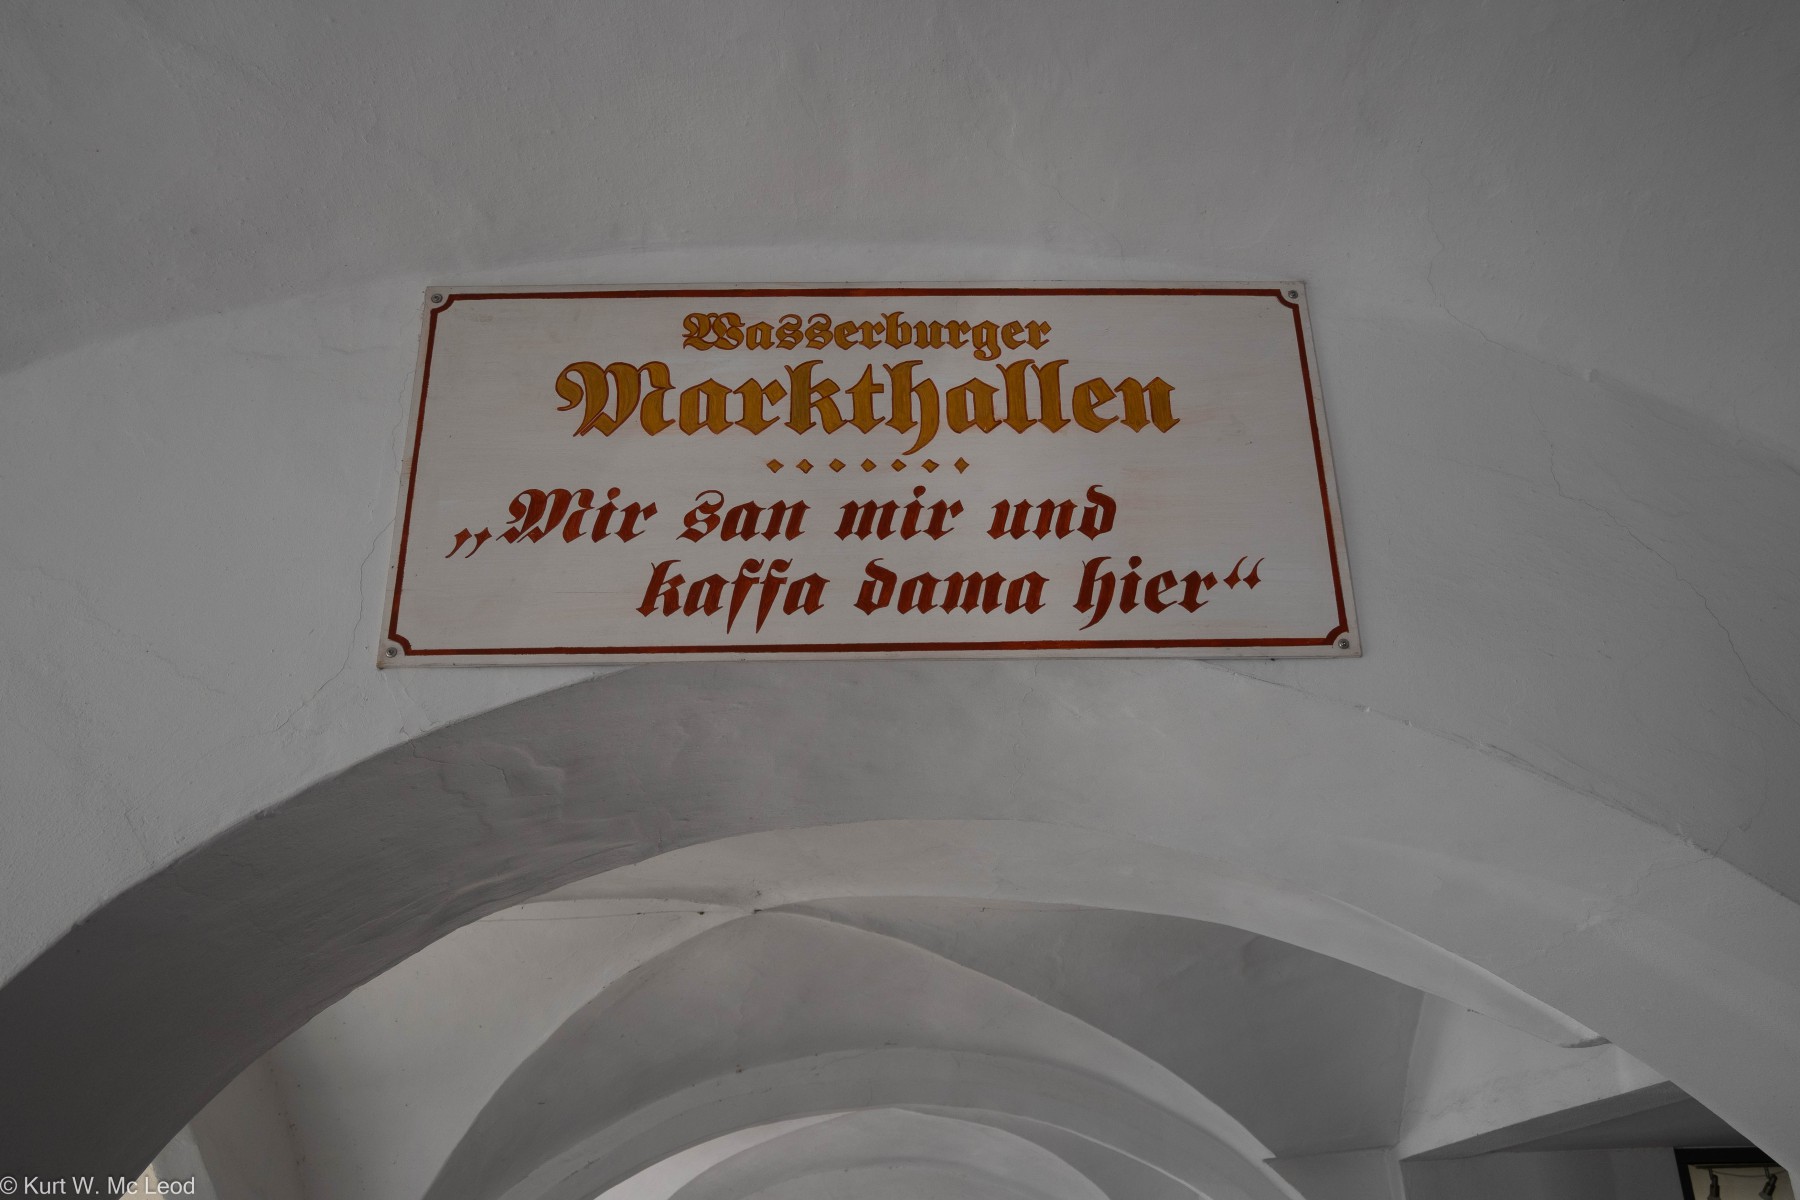 Wasserburger
Markthallen
„Mir san mir und
kaffa dama hier“
© Kurt W. Mc Leod